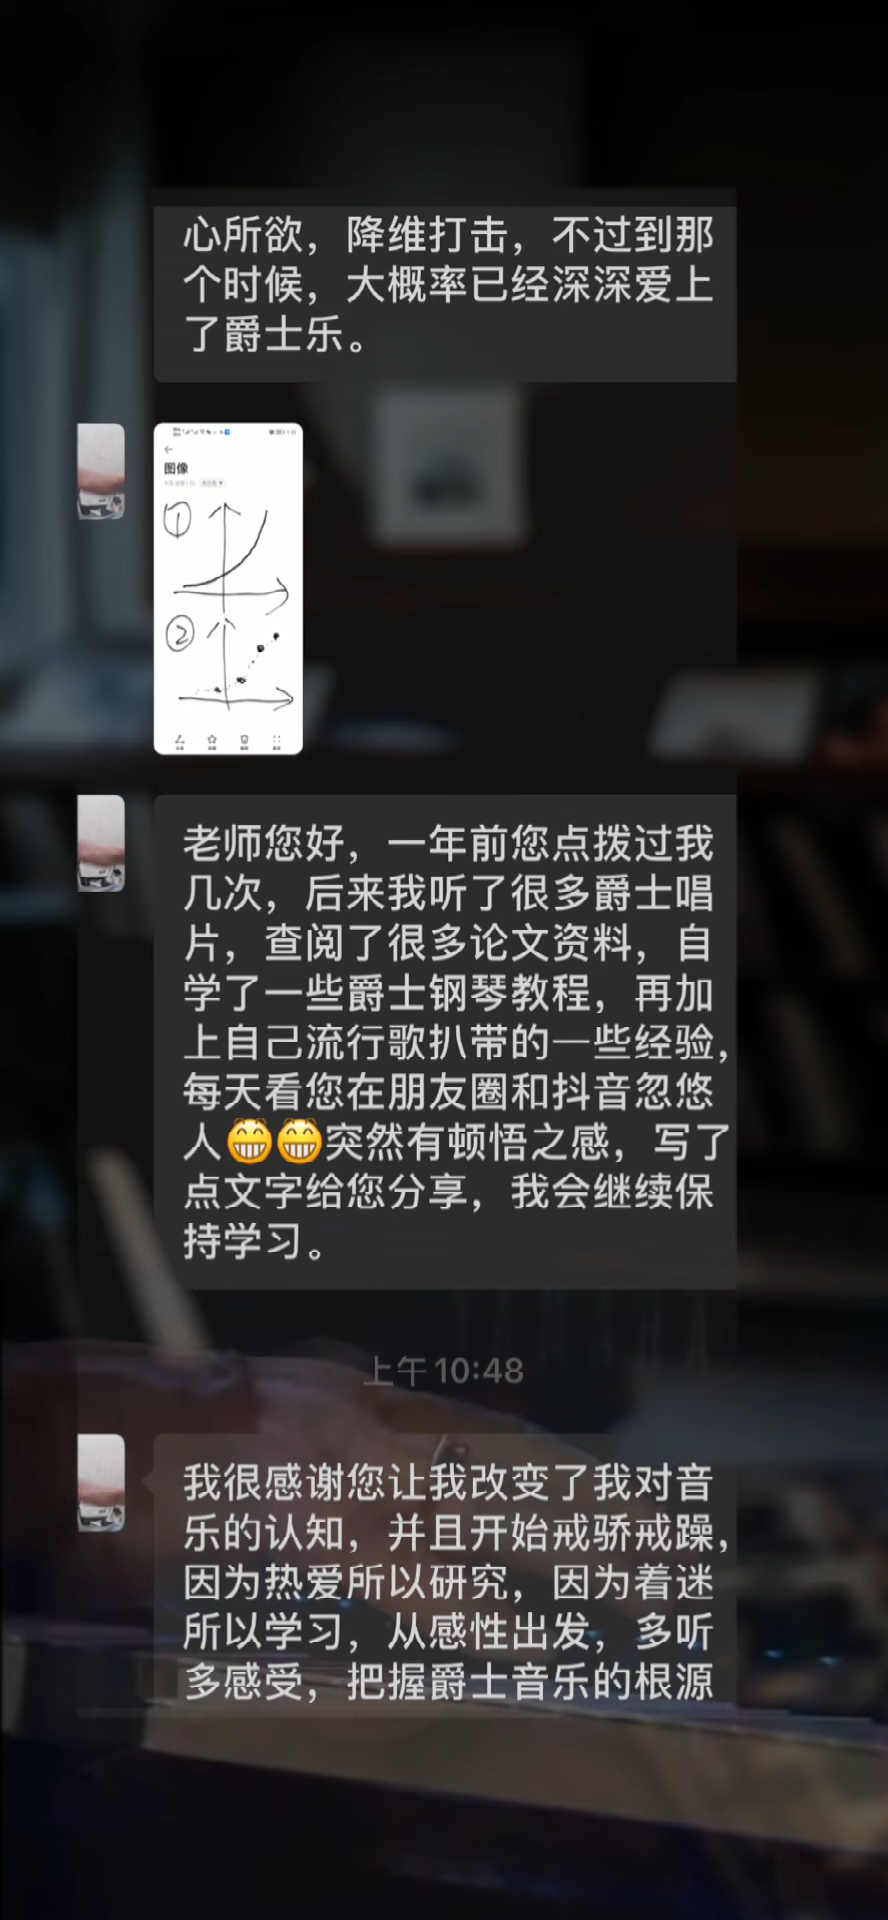 心所欲，降维打击，不过到那
个时候，大概率已经深深爱上
了爵士乐。
图像
①
②
老师您好，一年前您点拨过我
几次，后来我听了很多爵士唱
片，查阅了很多论文资料，自
学了一些爵士钢琴教程，再加
上自己流行歌扒带的一些经验，
每天看您在朋友圈和抖音忽悠
人😁😁突然有顿悟之感，写了
点文字给您分享，我会继续保
持学习。
上午10:48
我很感谢您让我改变了我对音
乐的认知，并且开始戒骄戒躁，
因为热爱所以研究，因为着迷
所以学习，从感性出发，多听
多感受，把握爵士音乐的根源